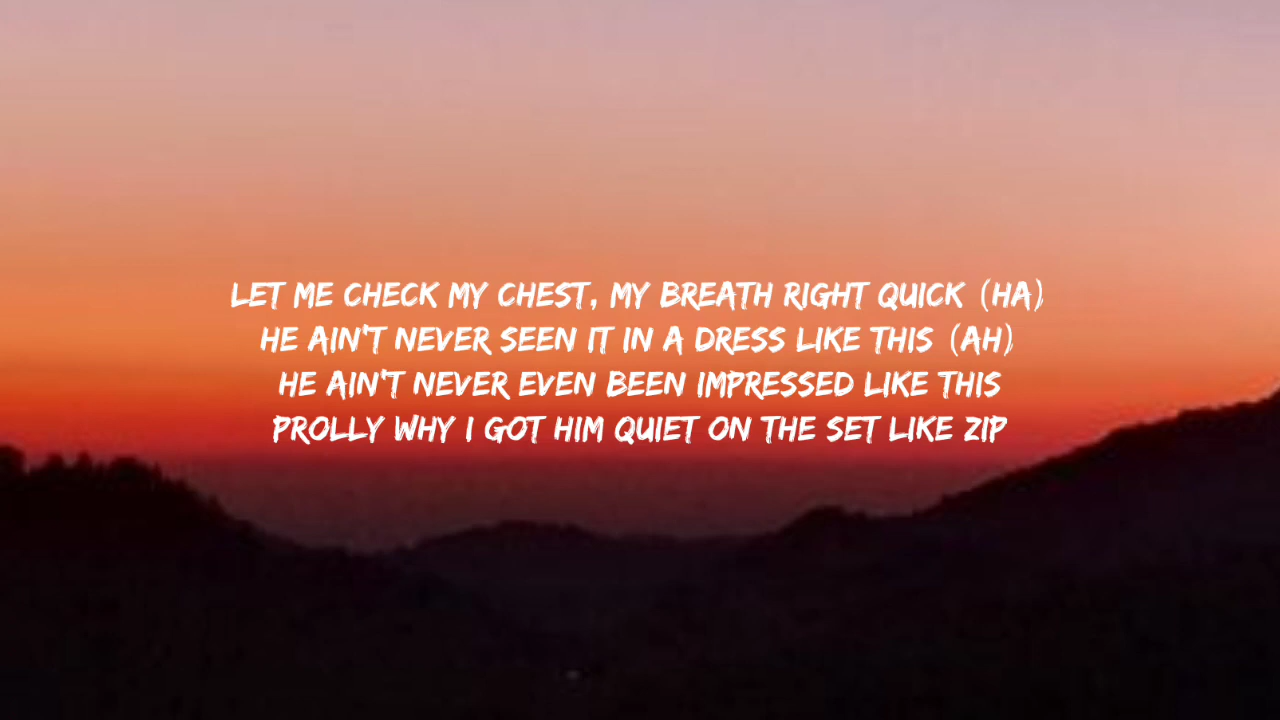 LET ME CHECK MY CHEST, MY BREATH RIGHT QUICK (HA)
HE AIN'T NEVER SEEN IT IN A DRESS LIKE THIS (AH)
HE AIN'T NEVER EVEN BEEN IMPRESSED LIKE THIS
PROLLY WHY I GOT HIM QUIET ON THE SET LIKE ZIP